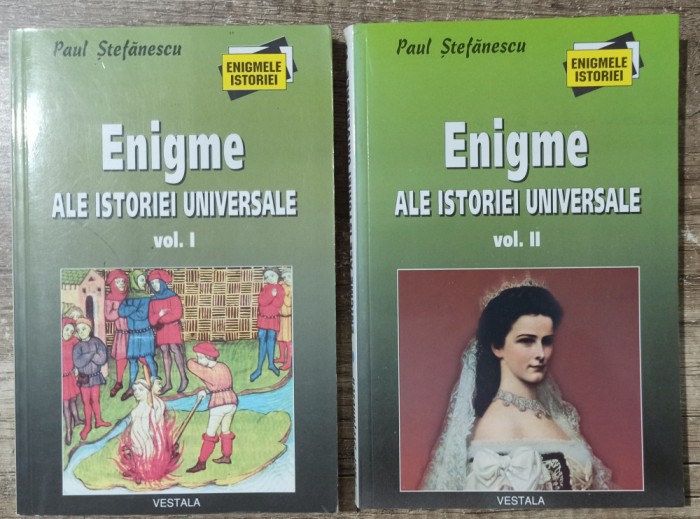 Paul Ștefănescu
ENIGMELE
ISTORIEI
Enigme
ALE ISTORIEI UNIVERSALE
vol. I
VESTALA
Paul Ștefănescu
ENIGMELE
ISTORIEI
Enigme
ALE ISTORIEI UNIVERSALE
vol. II
VESTALA